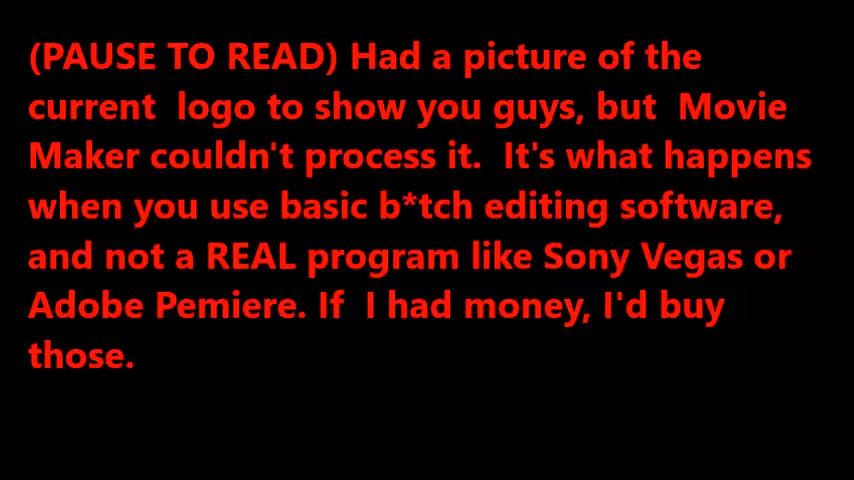 (PAUSE TO READ) Had a picture of the
current  logo to show you guys, but  Movie
Maker couldn't process it.  It's what happens
when you use basic b*tch editing software,
and not a REAL program like Sony Vegas or
Adobe Pemiere. If  I had money, I'd buy
those.